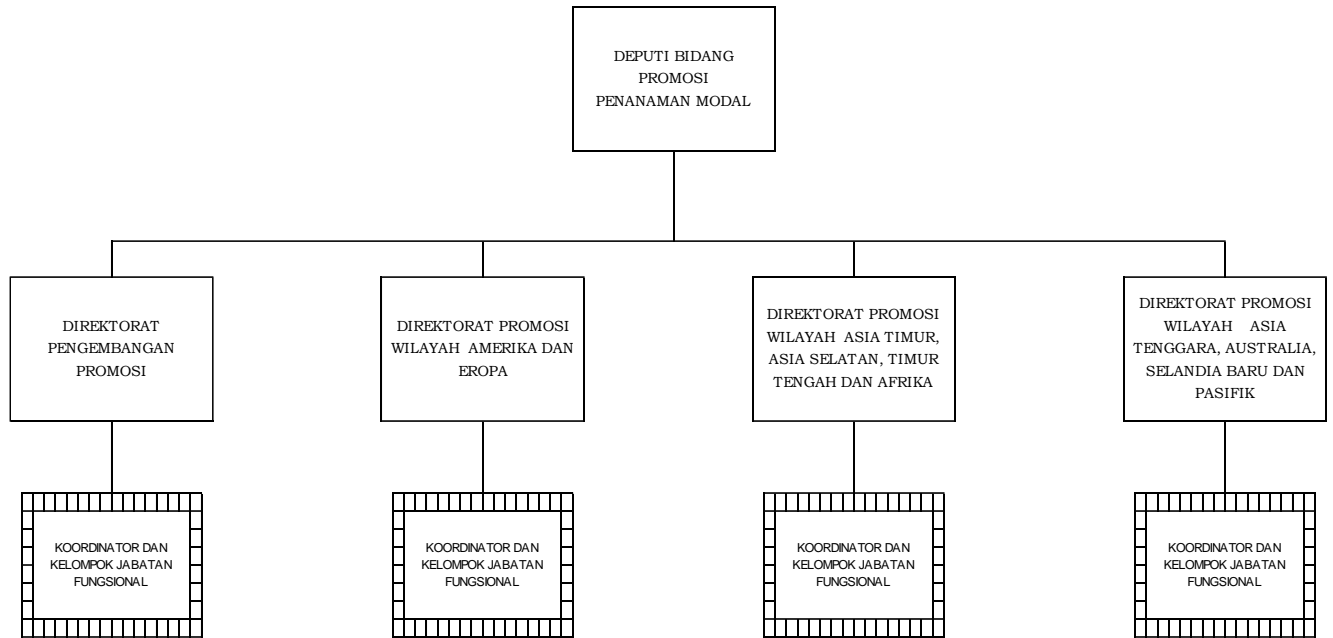 DEPUTI BIDANG
PROMOSI
PENANAMAN MODAL
DIREKTORAT
PENGEMBANGAN
PROMOSI
DIREKTORAT PROMOSI
WILAYAH AMERIKA DAN
EROPA
DIREKTORAT PROMOSI
WILAYAH ASIA TIMUR,
ASIA SELATAN, TIMUR
TENGAH DAN AFRIKA
DIREKTORAT PROMOSI
WILAYAH ASIA
TENGGARA, AUSTRALIA,
SELANDIA BARU DAN
PASIFIK
KOORDINATOR DAN
KELOMPOK JABATAN
FUNGSIONAL
KOORDINATOR DAN
KELOMPOK JABATAN
FUNGSIONAL
KOORDINATOR DAN
KELOMPOK JABATAN
FUNGSIONAL
KOORDINATOR DAN
KELOMPOK JABATAN
FUNGSIONAL